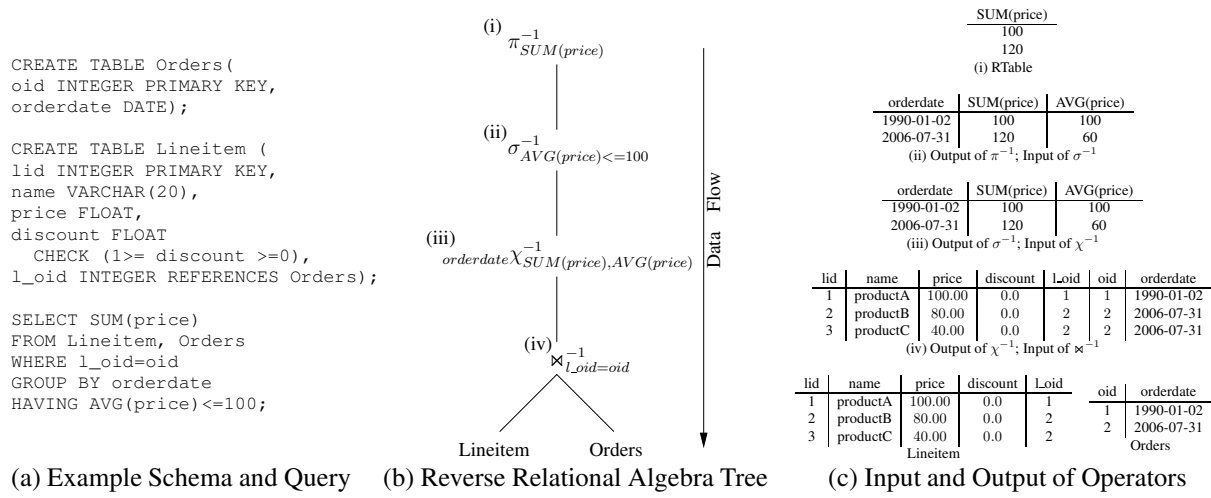 CREATE TABLE Orders(
oid INTEGER PRIMARY KEY,
orderdate DATE);
CREATE TABLE Lineitem (
lid INTEGER PRIMARY KEY,
name VARCHAR(20),
price FLOAT,
discount FLOAT
CHECK (1>= discount >=0),
l_oid INTEGER REFERENCES Orders);
SELECT SUM(price)
FROM Lineitem, Orders
WHERE l_oid=oid
GROUP BY orderdate
HAVING AVG(price)<=100;
(a) Example Schema and Query
(i) π⁻¹ SUM(price)
(ii) σ⁻¹ AVG(price)<=100
(iii) orderdate χ⁻¹ SUM(price),AVG(price)
(iv) ⋈⁻¹ l_oid=oid
Lineitem Orders
Data Flow
(b) Reverse Relational Algebra Tree
SUM(price)
100
120
(i) RTable
orderdate SUM(price) AVG(price)
1990-01-02 100 100
2006-07-31 120 60
(ii) Output of π⁻¹; Input of σ⁻¹
orderdate SUM(price) AVG(price)
1990-01-02 100 100
2006-07-31 120 60
(iii) Output of σ⁻¹; Input of χ⁻¹
lid name price discount l_oid oid orderdate
1 productA 100.00 0.0 1 1 1990-01-02
2 productB 80.00 0.0 2 2 2006-07-31
3 productC 40.00 0.0 2 2 2006-07-31
(iv) Output of χ⁻¹; Input of ⋈⁻¹
lid name price discount l_oid
1 productA 100.00 0.0 1
2 productB 80.00 0.0 2
3 productC 40.00 0.0 2
Lineitem
oid orderdate
1 1990-01-02
2 2006-07-31
Orders
(c) Input and Output of Operators